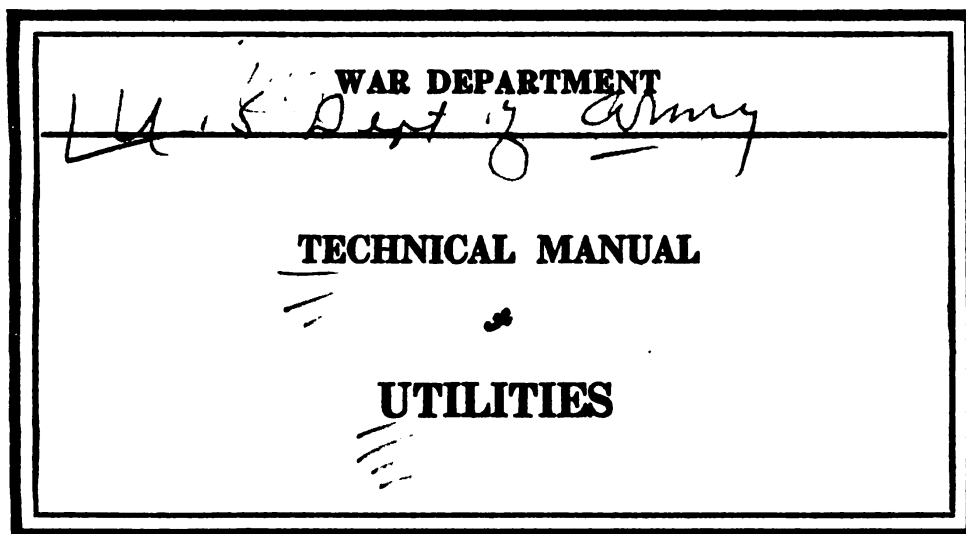 WAR DEPARTMENT
U.S Dept of Army
TECHNICAL MANUAL
UTILITIES